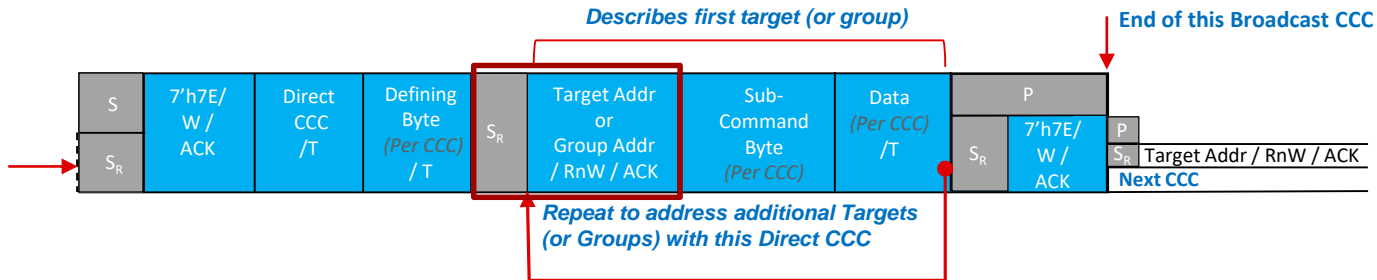 Describes first target (or group)
End of this Broadcast CCC
S
SR
7'h7E/
W /
ACK
Direct
CCC
/T
Defining
Byte
(Per CCC)
/ T
SR
Target Addr
or
Group Addr
/ RnW / ACK
Sub-
Command
Byte
(Per CCC)
Data
(Per CCC)
/T
P
SR
7'h7E/
W /
ACK
P
SR Target Addr / RnW / ACK
Next CCC
Repeat to address additional Targets
(or Groups) with this Direct CCC